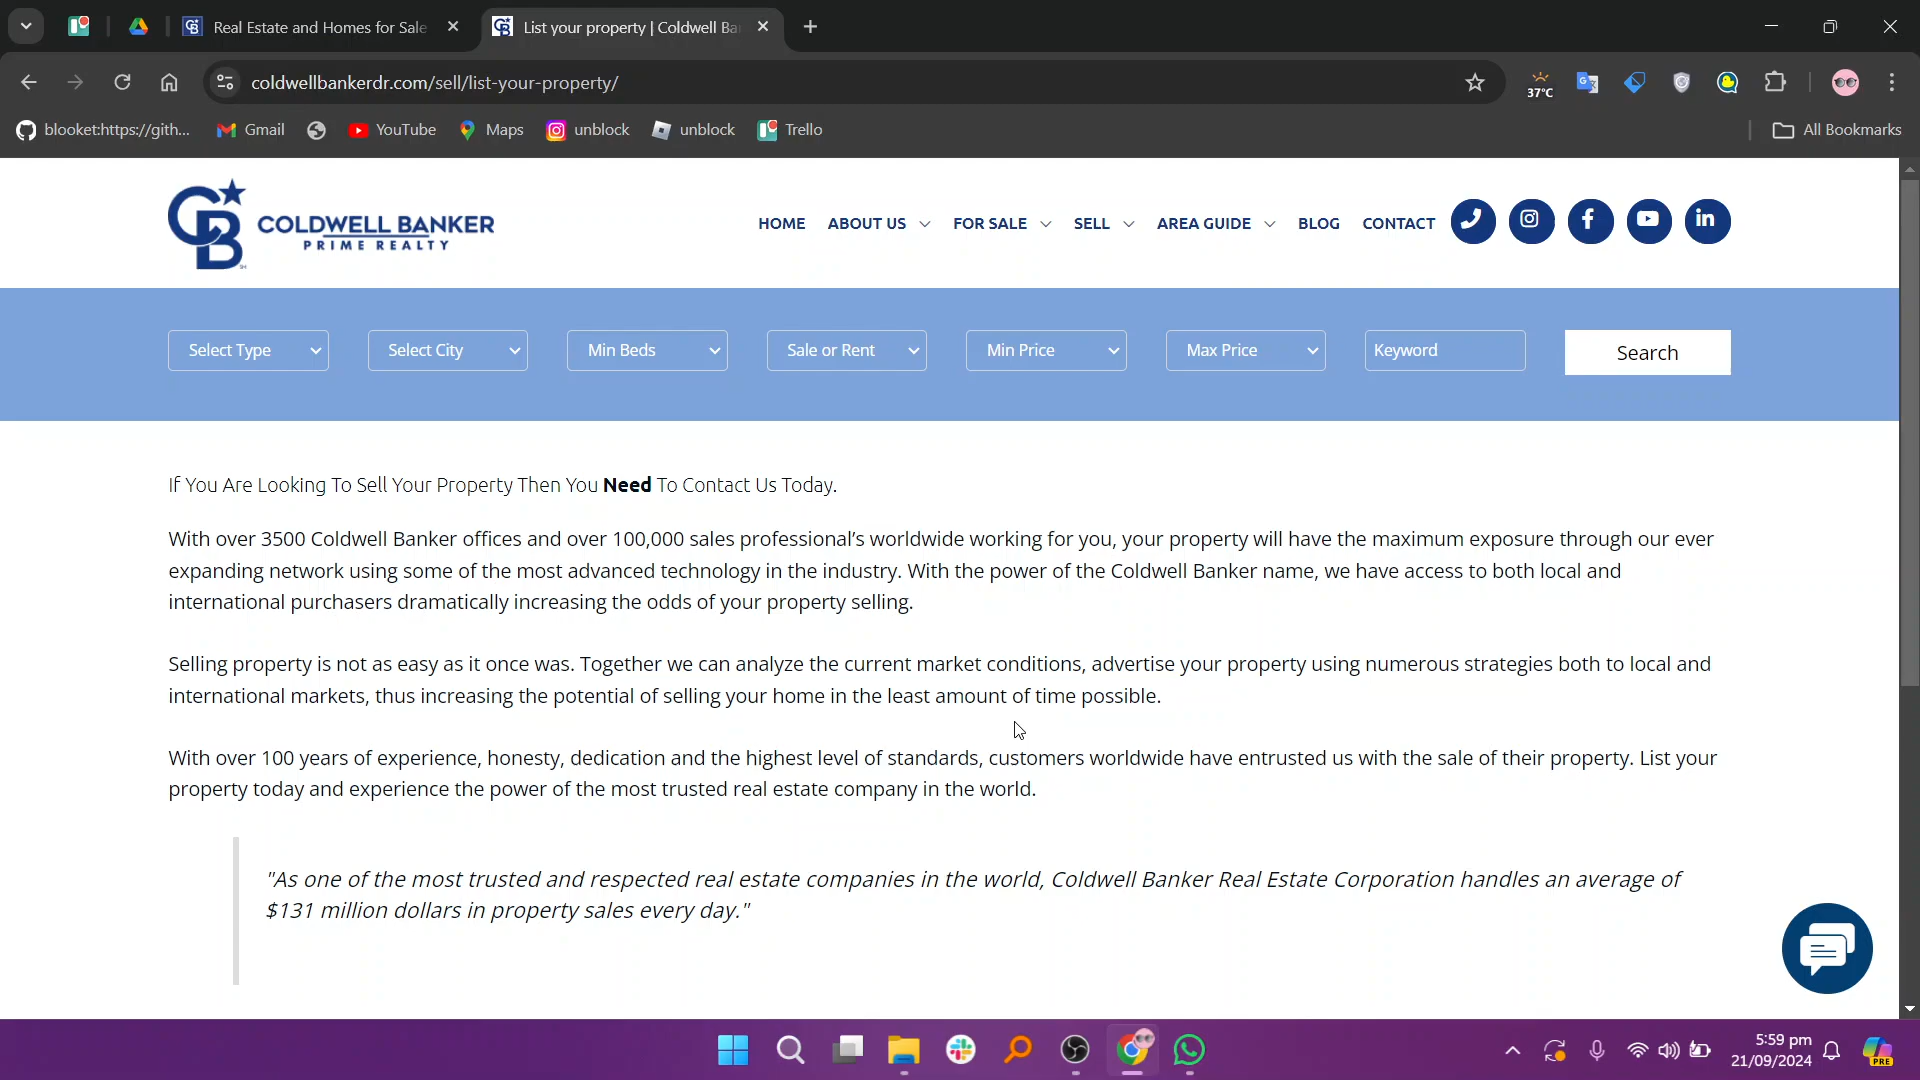 Real Estate and Homes for Sale
List your property | Coldwell Ba
coldwellbankerdr.com/sell/list-your-property/
37°C
blooket:https://gith...
Gmail
YouTube
Maps
unblock
unblock
Trello
All Bookmarks
CB
COLDWELL BANKER
PRIME REALTY
HOME
ABOUT US
FOR SALE
SELL
AREA GUIDE
BLOG
CONTACT
Select Type
Select City
Min Beds
Sale or Rent
Min Price
Max Price
Keyword
Search
If You Are Looking To Sell Your Property Then You Need To Contact Us Today.
With over 3500 Coldwell Banker offices and over 100,000 sales professional's worldwide working for you, your property will have the maximum exposure through our ever
expanding network using some of the most advanced technology in the industry. With the power of the Coldwell Banker name, we have access to both local and
international purchasers dramatically increasing the odds of your property selling.
Selling property is not as easy as it once was. Together we can analyze the current market conditions, advertise your property using numerous strategies both to local and
international markets, thus increasing the potential of selling your home in the least amount of time possible.
With over 100 years of experience, honesty, dedication and the highest level of standards, customers worldwide have entrusted us with the sale of their property. List your
property today and experience the power of the most trusted real estate company in the world.
"As one of the most trusted and respected real estate companies in the world, Coldwell Banker Real Estate Corporation handles an average of
$131 million dollars in property sales every day."
5:59 pm
21/09/2024
PRE